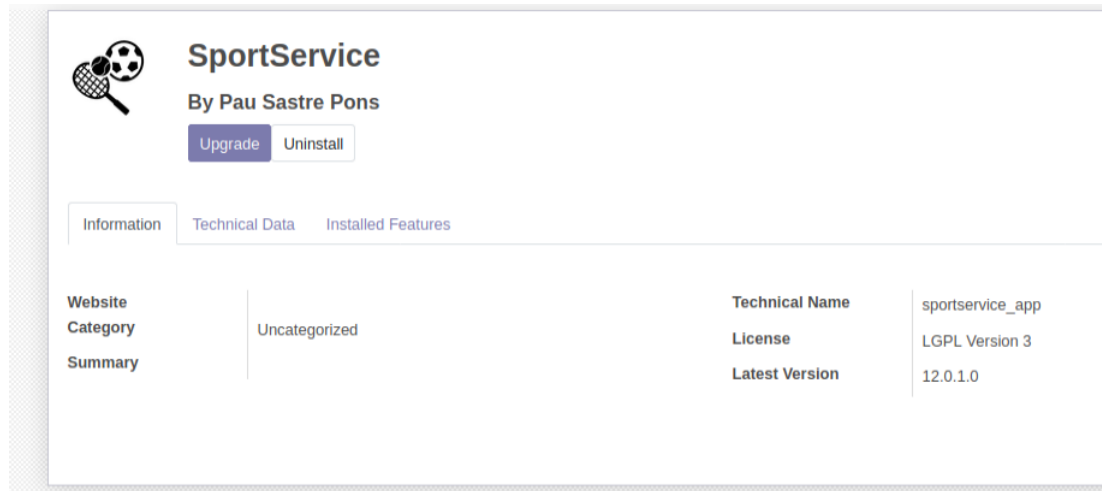 SportService
By Pau Sastre Pons
Upgrade Uninstall
Information Technical Data Installed Features
Website
Category Uncategorized
Summary
Technical Name sportservice_app
License LGPL Version 3
Latest Version 12.0.1.0